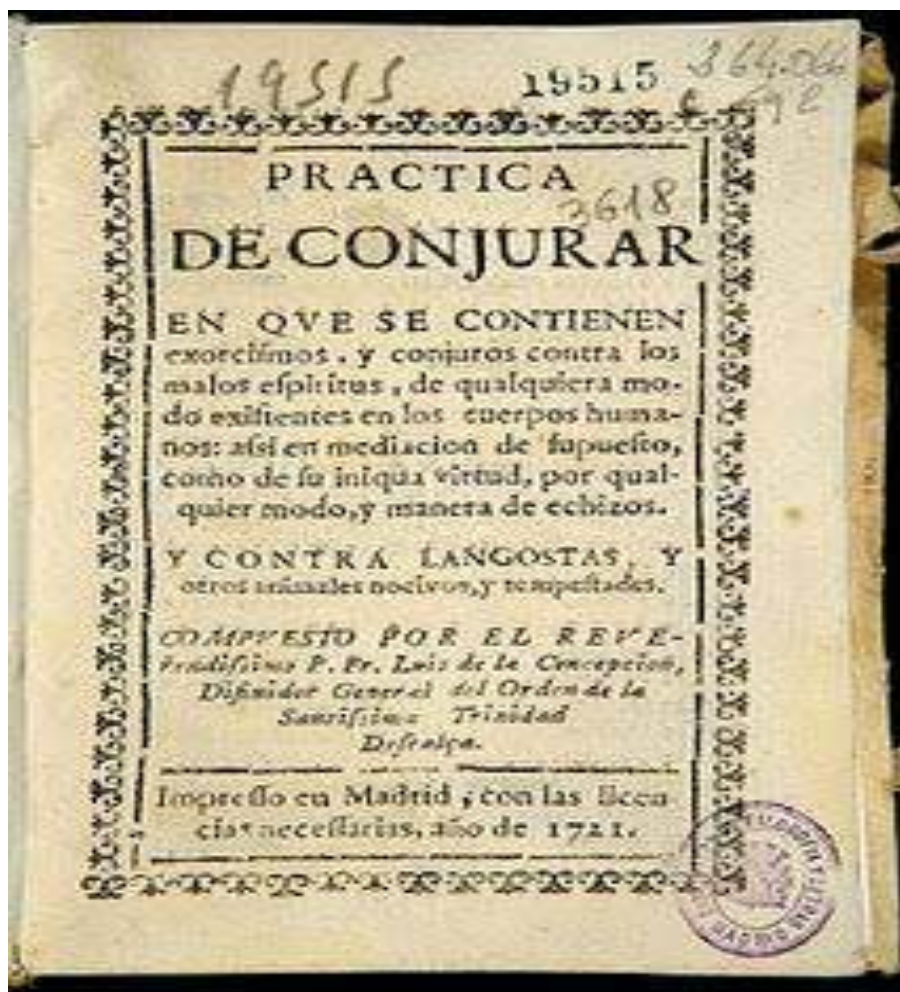 19515 19515
3618
PRACTICA
DE CONJURAR
EN QVE SE CONTIENEN
exorciſmos, y conjuros contra los
malos eſpiritus, de qualquiera mo-
do exiſtentes en los cuerpos huma-
nos: aſsi en mediacion de ſupueſto,
como de ſu iniqua virtud, por qual-
quier modo, y manera de echizos.
Y CONTRA LANGOSTAS, Y
otros animales nocivos, y tempeſtades.
COMPVESTO POR EL REVE-
rendiſsimo P. Fr. Luis de la Concepcion,
Difinidor General del Orden de la
Santiſsima Trinidad
Deſcalça.
Impreſſo en Madrid, con las licen-
cias neceſſarias, año de 1721.